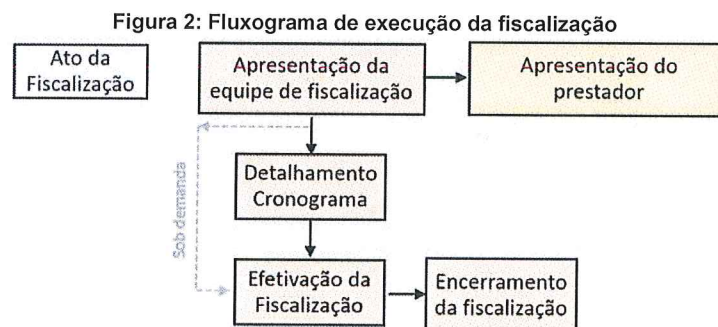 Figura 2: Fluxograma de execução da fiscalização
Ato da
Fiscalização
Apresentação da
equipe de fiscalização
Apresentação do
prestador
Sob demanda
Detalhamento
Cronograma
Efetivação da
Fiscalização
Encerramento
da fiscalização